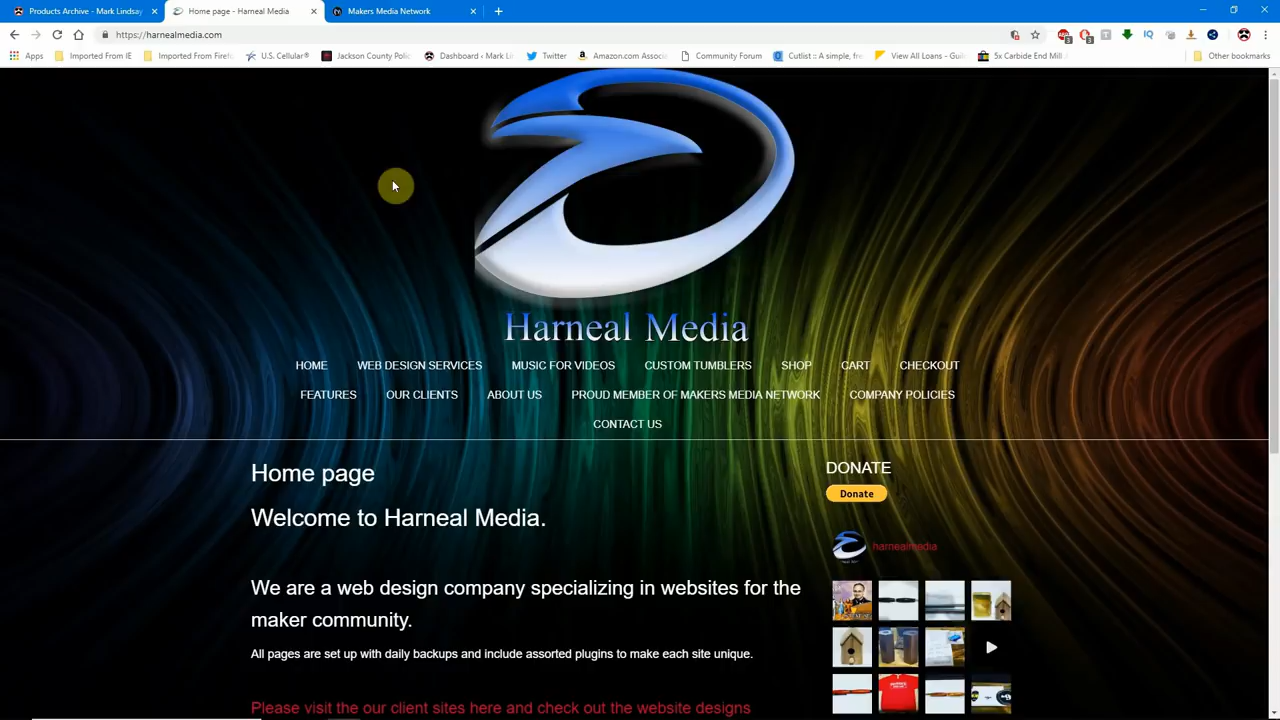 Products Archive - Mark Lindsay
Home page - Harneal Media
Makers Media Network
https://harnealmedia.com
Apps
Imported From IE
Imported From Firefo
U.S. Cellular®
Jackson County Polic
Dashboard ‹ Mark Lin
Twitter
Amazon.com Associ
Community Forum
Cutlist :: A simple, fre
View All Loans - Guile
5x Carbide End Mill
Other bookmarks
Harneal Media
HOME WEB DESIGN SERVICES MUSIC FOR VIDEOS CUSTOM TUMBLERS SHOP CART CHECKOUT
FEATURES OUR CLIENTS ABOUT US PROUD MEMBER OF MAKERS MEDIA NETWORK COMPANY POLICIES
CONTACT US
Home page
Welcome to Harneal Media.
We are a web design company specializing in websites for the
maker community.
All pages are set up with daily backups and include assorted plugins to make each site unique.
Please visit the our client sites here and check out the website designs
DONATE
Donate
harnealmedia